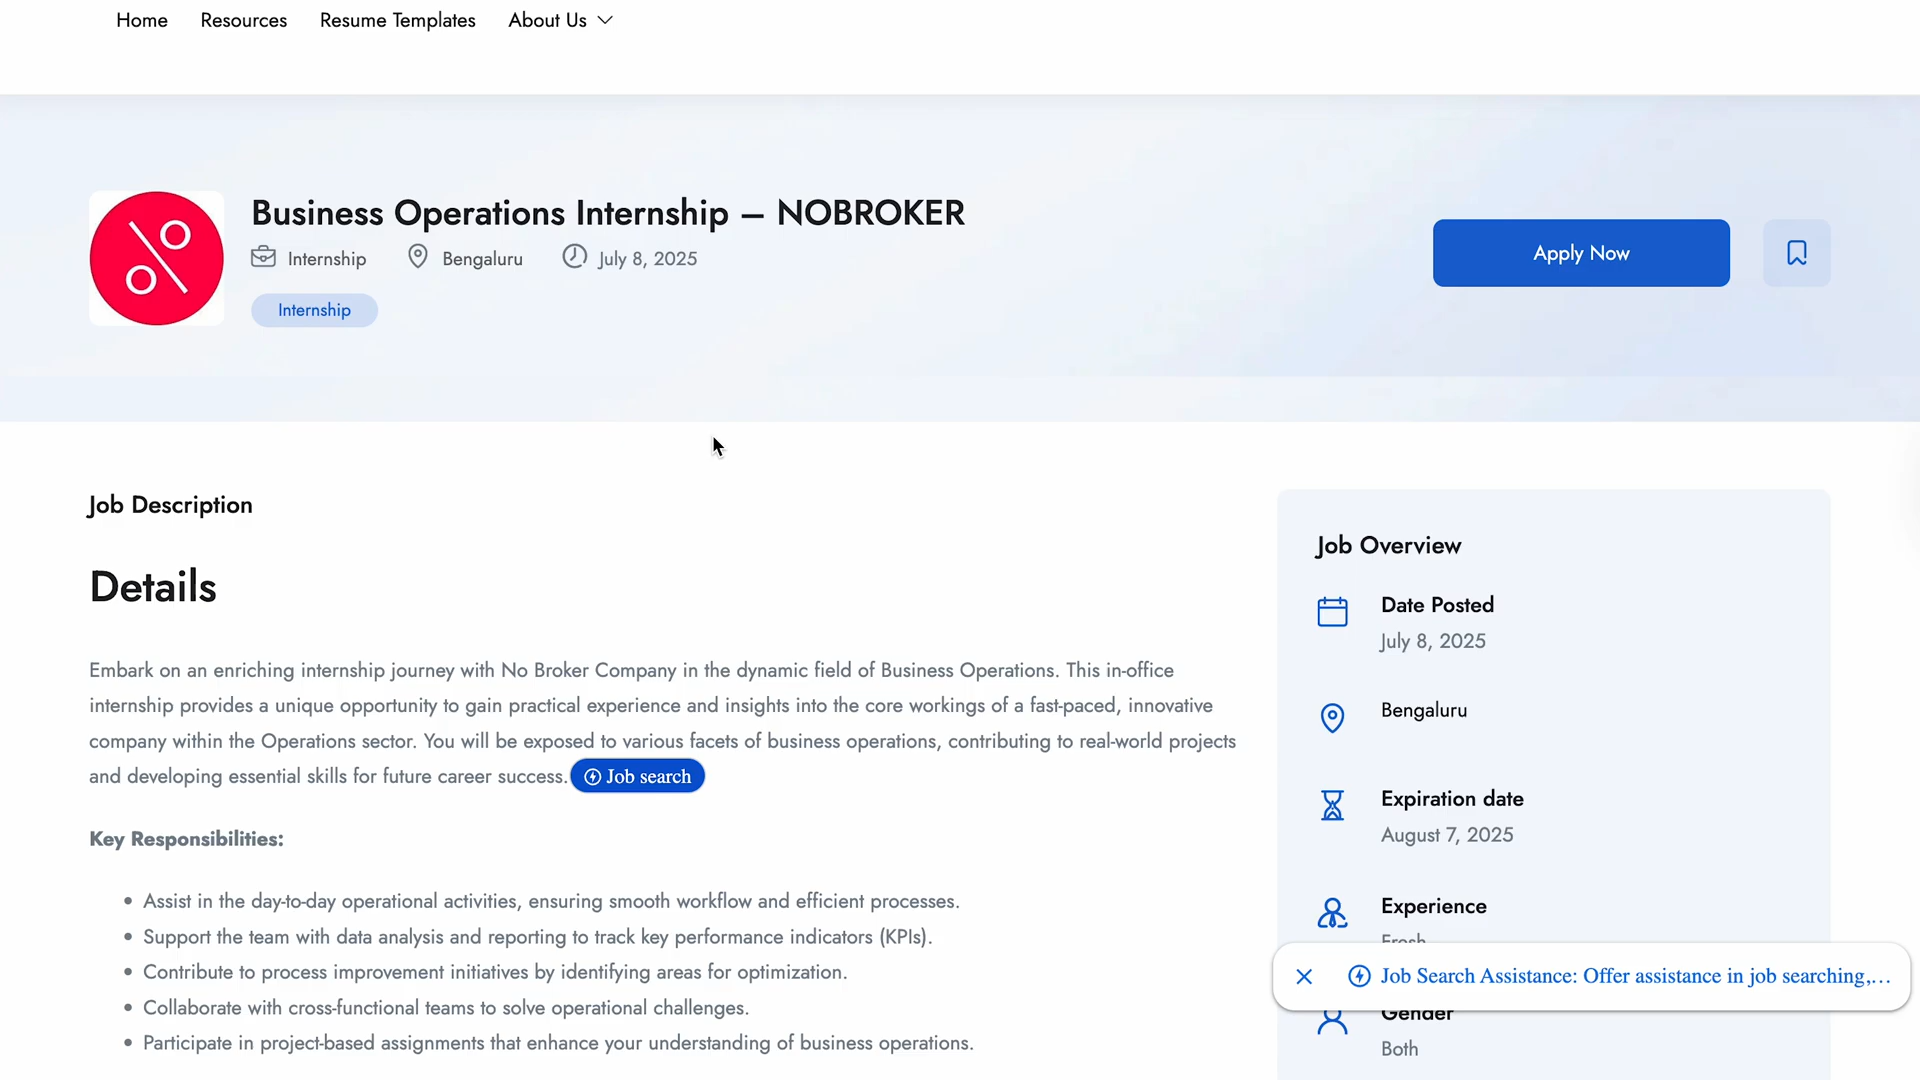 Home Resources Resume Templates About Us
Business Operations Internship – NOBROKER
Internship Bengaluru July 8, 2025
Internship
Apply Now
Job Description
Details
Embark on an enriching internship journey with No Broker Company in the dynamic field of Business Operations. This in-office
internship provides a unique opportunity to gain practical experience and insights into the core workings of a fast-paced, innovative
company within the Operations sector. You will be exposed to various facets of business operations, contributing to real-world projects
and developing essential skills for future career success. Job search
Key Responsibilities:
• Assist in the day-to-day operational activities, ensuring smooth workflow and efficient processes.
• Support the team with data analysis and reporting to track key performance indicators (KPIs).
• Contribute to process improvement initiatives by identifying areas for optimization.
• Collaborate with cross-functional teams to solve operational challenges.
• Participate in project-based assignments that enhance your understanding of business operations.
Job Overview
Date Posted
July 8, 2025
Bengaluru
Expiration date
August 7, 2025
Experience
Fresh
Job Search Assistance: Offer assistance in job searching,...
Gender
Both